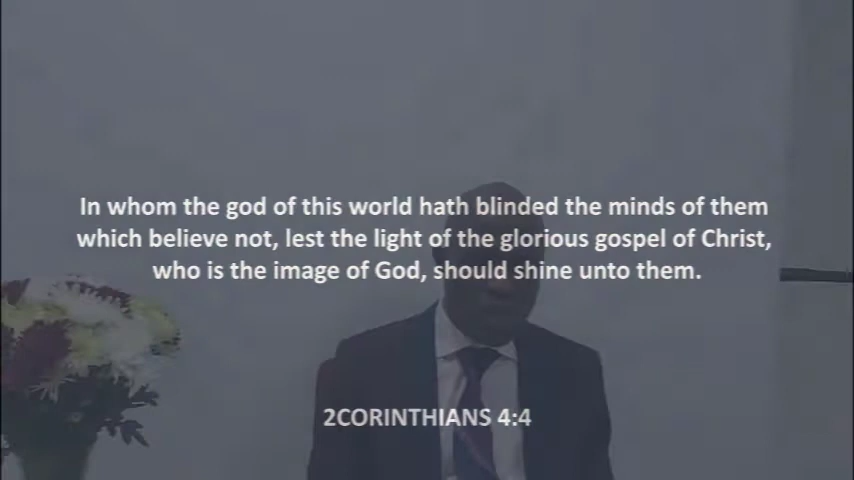 In whom the god of this world hath blinded the minds of them
which believe not, lest the light of the glorious gospel of Christ,
who is the image of God, should shine unto them.
2CORINTHIANS 4:4